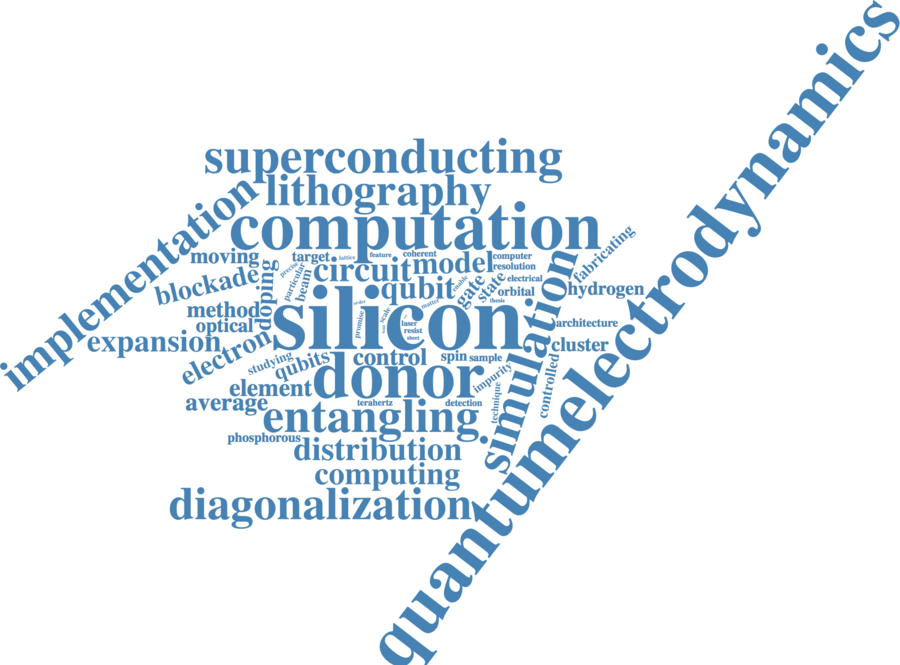 quantumelectrodynamics
superconducting
lithography
implementation
computation
fabricating
moving
target
lattice
feature
coherent
computer
precise
particular
circuit
model
resolution
blockade
doping
beam
qubit
gate
state
enable
electrical
orbital
hydrogen
thesis
matter
order
method
silicon
promise
scale
laser
resist
sheet
simulation
optical
architecture
expansion
electron
control
spin
sample
cluster
studying
qubits
donor
impurity
controlled
element
technique
average
terahertz
detection
entangling
phosphorous
distribution
computing
diagonalization